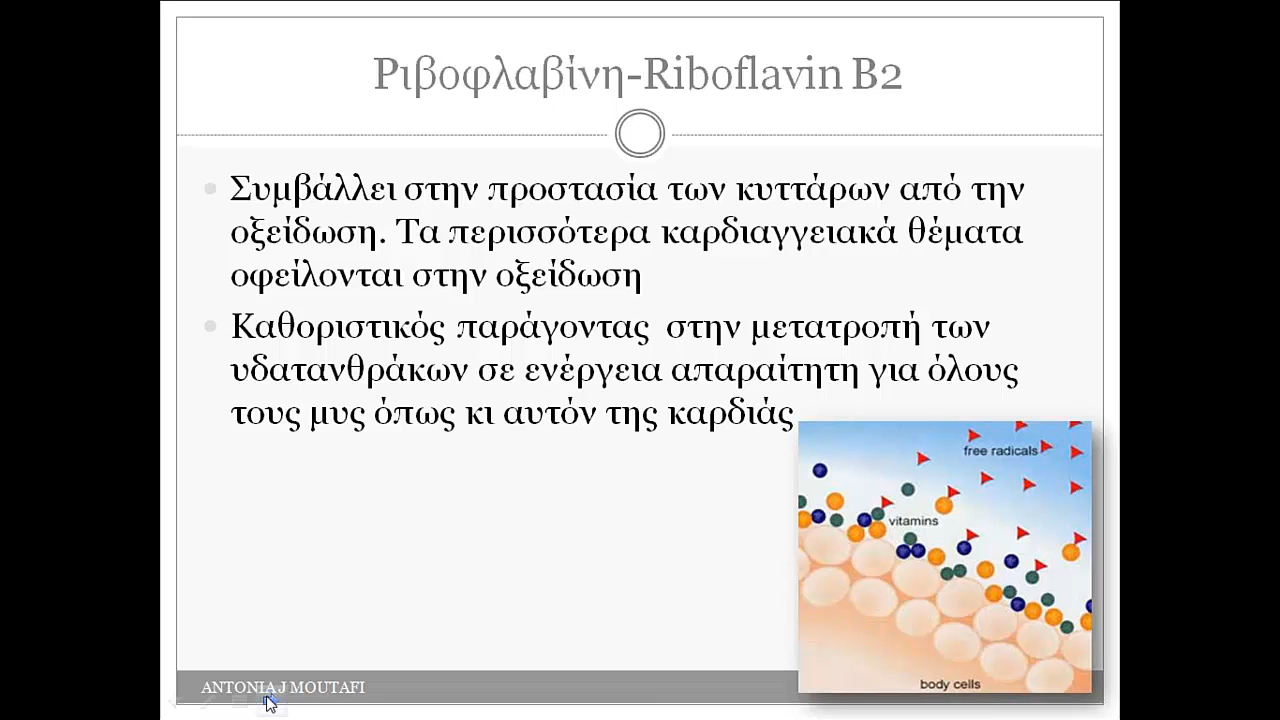 Ριβοφλαβίνη-Riboflavin B2
Συμβάλλει στην προστασία των κυττάρων από την
οξείδωση. Τα περισσότερα καρδιαγγειακά θέματα
οφείλονται στην οξείδωση
Καθοριστικός παράγοντας στην μετατροπή των
υδατανθράκων σε ενέργεια απαραίτητη για όλους
τους μυς όπως κι αυτόν της καρδιάς
free radicals
vitamins
body cells
ANTONIA J MOUTAFI